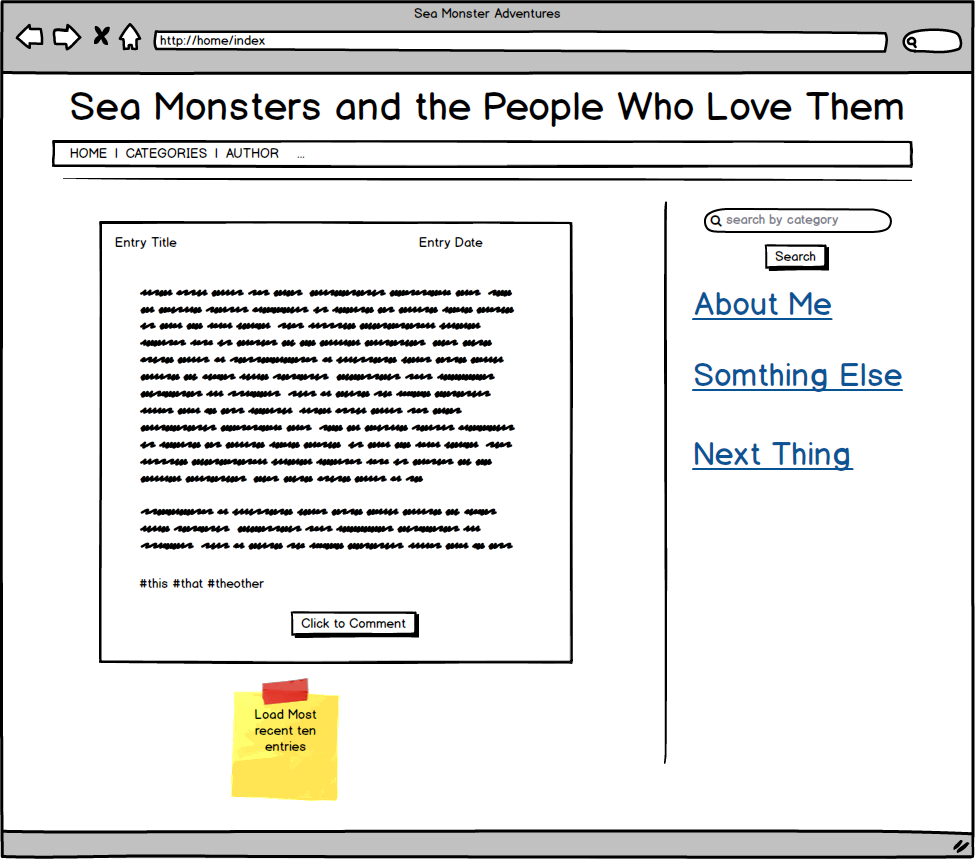 Sea Monster Adventures
http://home/index
Sea Monsters and the People Who Love Them
HOME | CATEGORIES | AUTHOR ...
search by category
Search
Entry Title Entry Date
About Me
Somthing Else
Next Thing
#this #that #theother
Click to Comment
Load Most
recent ten
entries